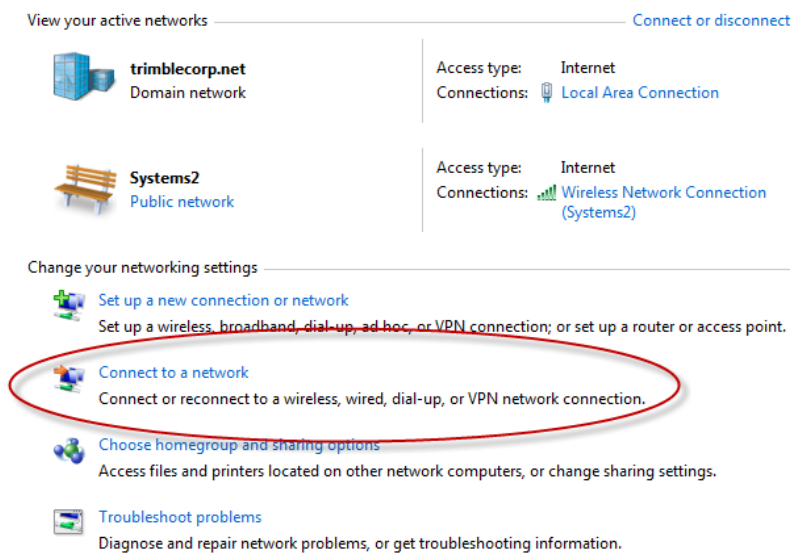 View your active networks
Connect or disconnect
trimblecorp.net
Domain network
Access type: Internet
Connections: Local Area Connection
Systems2
Public network
Access type: Internet
Connections: Wireless Network Connection
(Systems2)
Change your networking settings
Set up a new connection or network
Set up a wireless, broadband, dial-up, ad hoc, or VPN connection; or set up a router or access point.
Connect to a network
Connect or reconnect to a wireless, wired, dial-up, or VPN network connection.
Choose homegroup and sharing options
Access files and printers located on other network computers, or change sharing settings.
Troubleshoot problems
Diagnose and repair network problems, or get troubleshooting information.